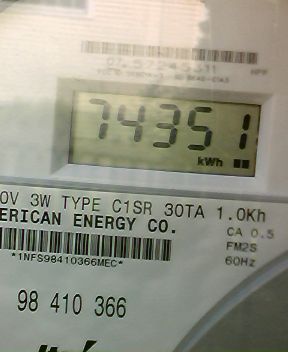 74351
kWh
0V 3W TYPE C1SR 30TA 1.0Kh
ERICAN ENERGY CO.
CA 0.5
FM2S
*1NFS98410366MEC*
60Hz
98 410 366